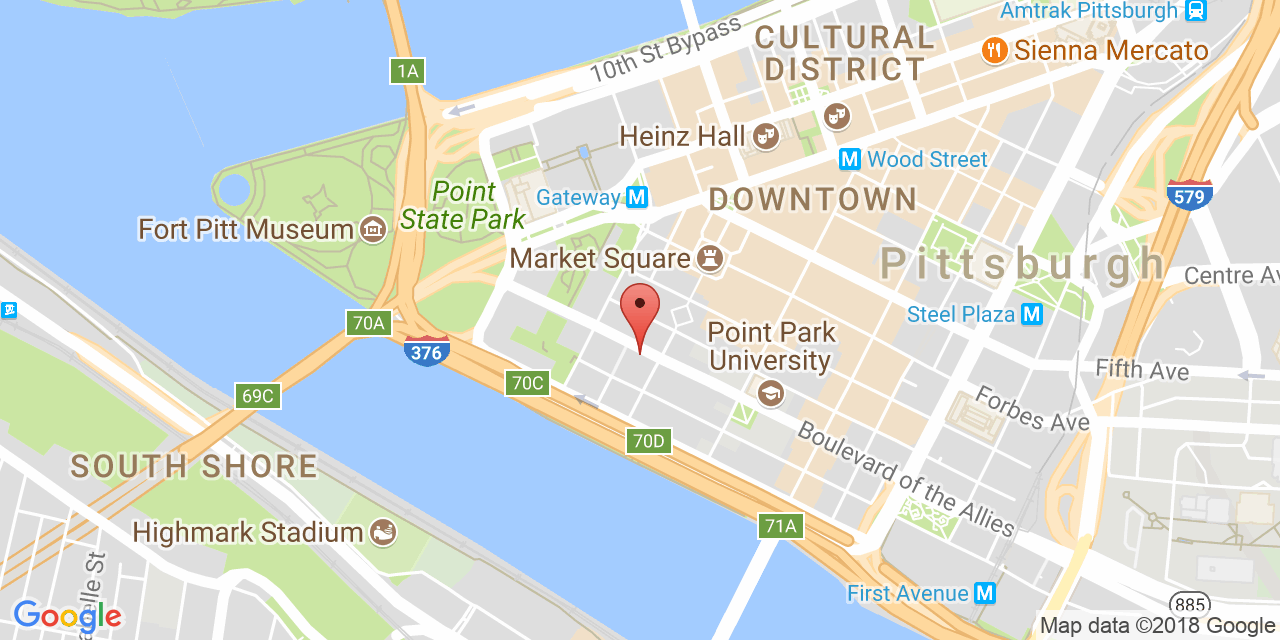 Amtrak Pittsburgh
10th St Bypass
CULTURAL
DISTRICT
Sienna Mercato
1A
Heinz Hall
M Wood Street
Point
State Park
Gateway M
DOWNTOWN
579
Fort Pitt Museum
Market Square
Pittsburgh
Centre Av
70A
376
Steel Plaza M
Point Park
University
Fifth Ave
70C
69C
Forbes Ave
70D
Boulevard of the Allies
SOUTH SHORE
71A
Highmark Stadium
First Avenue M
885
elle St
Google
Map data ©2018 Google